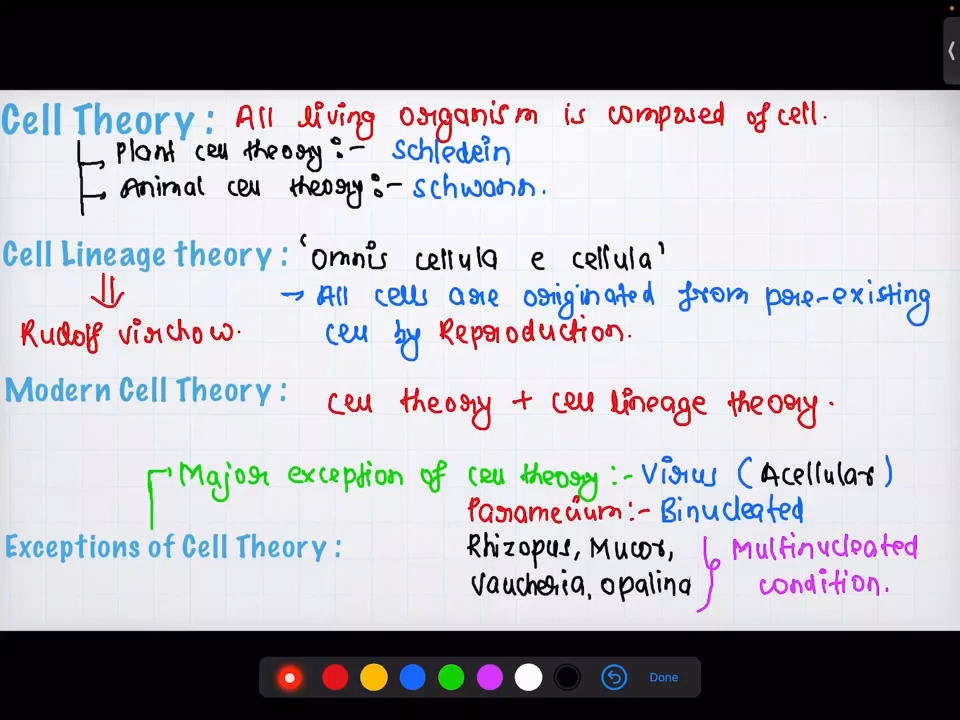 Cell Theory : All living organism is composed of cell.
Plant cell theory :- Schledein
Animal cell theory :- Schwann.
Cell Lineage theory : 'Omnis cellula e cellula'
→ All cells are originated from pre-existing
Rudolf virchow. cell by Reproduction.
Modern Cell Theory : cell theory + cell lineage theory.
Major exception of cell theory :- Virus (Acellular)
Paramecium :- Binucleated
Exceptions of Cell Theory : Rhizopus, Mucor, Multinucleated
Vaucheria, opalina condition.
Done